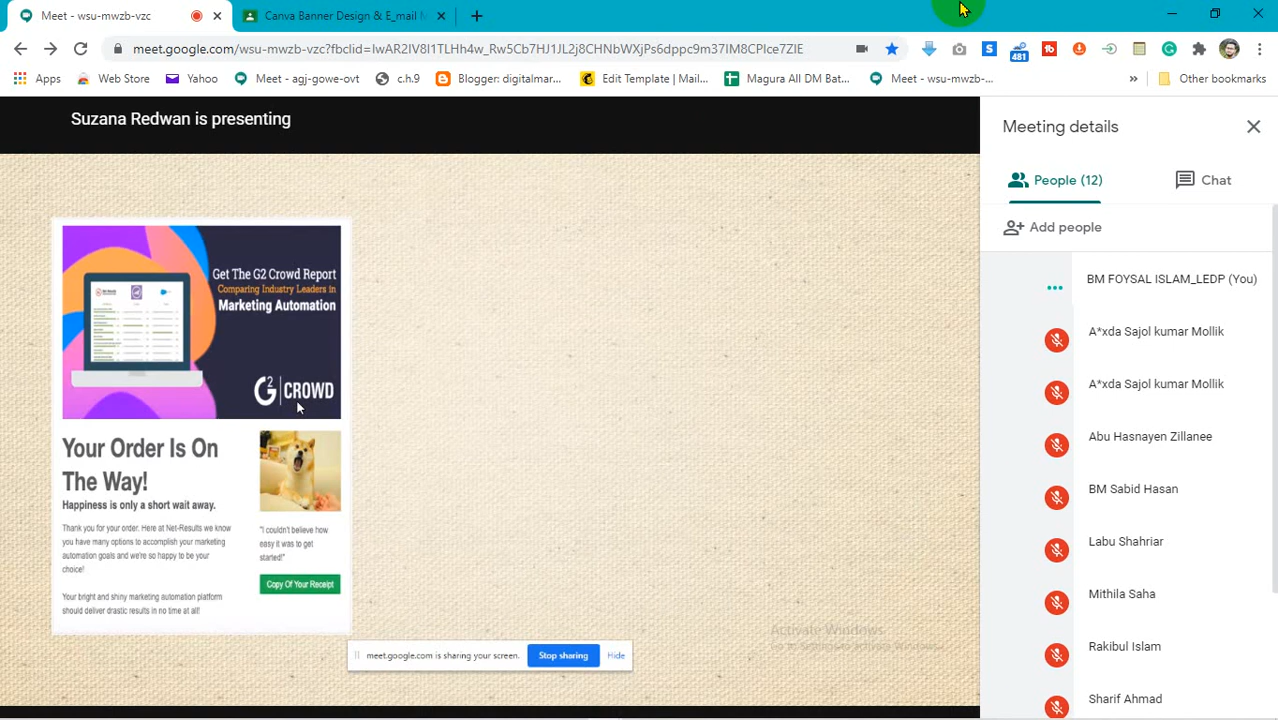 Meet - wsu-mwzb-vzc
Canva Banner Design & E_mail M
meet.google.com/wsu-mwzb-vzc?fbclid=IwAR2IV8I1TLHh4w_Rw5Cb7HJ1JL2j8CHNbWXjPs6dppc9m37IM8CPIce7ZIE
481
Apps
Web Store
Yahoo
Meet - agj-gowe-ovt
c.h.9
Blogger: digitalmar...
Edit Template | Mail...
Magura All DM Bat...
Meet - wsu-mwzb-...
Other bookmarks
Suzana Redwan is presenting
Get The G2 Crowd Report
Comparing Industry Leaders in
Marketing Automation
G2 | CROWD
Your Order Is On
The Way!
Happiness is only a short wait away.
Thank you for your order. Here at Net-Results we know
you have many options to accomplish your marketing
automation goals and we're so happy to be your
choice!
Your bright and shiny marketing automation platform
should deliver drastic results in no time at all!
"I couldn't believe how
easy it was to get
started!"
Copy Of Your Receipt
meet.google.com is sharing your screen.
Stop sharing
Hide
Activate Windows
Go to Settings to activate Windows.
Meeting details
People (12)
Chat
Add people
BM FOYSAL ISLAM_LEDP (You)
A*xda Sajol kumar Mollik
A*xda Sajol kumar Mollik
Abu Hasnayen Zillanee
BM Sabid Hasan
Labu Shahriar
Mithila Saha
Rakibul Islam
Sharif Ahmad